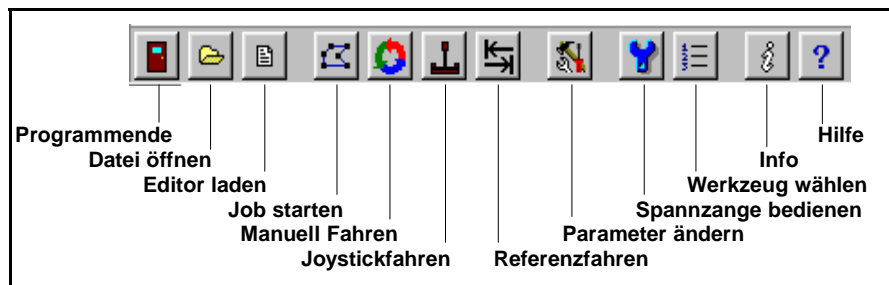 Programmende
Hilfe
Datei öffnen
Info
Editor laden
Werkzeug wählen
Job starten
Spannzange bedienen
Manuell Fahren
Parameter ändern
Joystickfahren
Referenzfahren